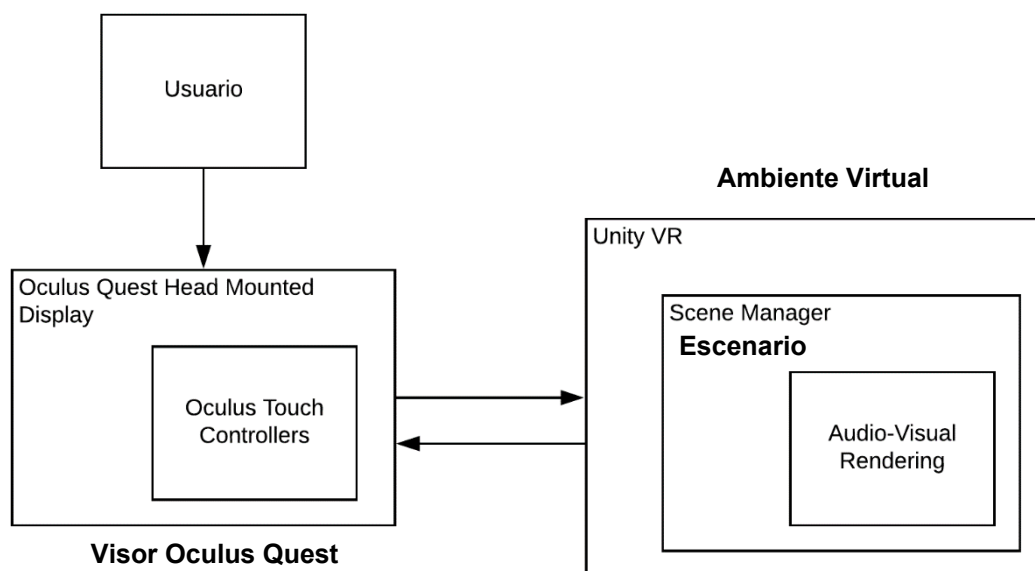 Usuario
Ambiente Virtual
Unity VR
Oculus Quest Head Mounted
Display
Scene Manager
Escenario
Oculus Touch
Controllers
Audio-Visual
Rendering
Visor Oculus Quest